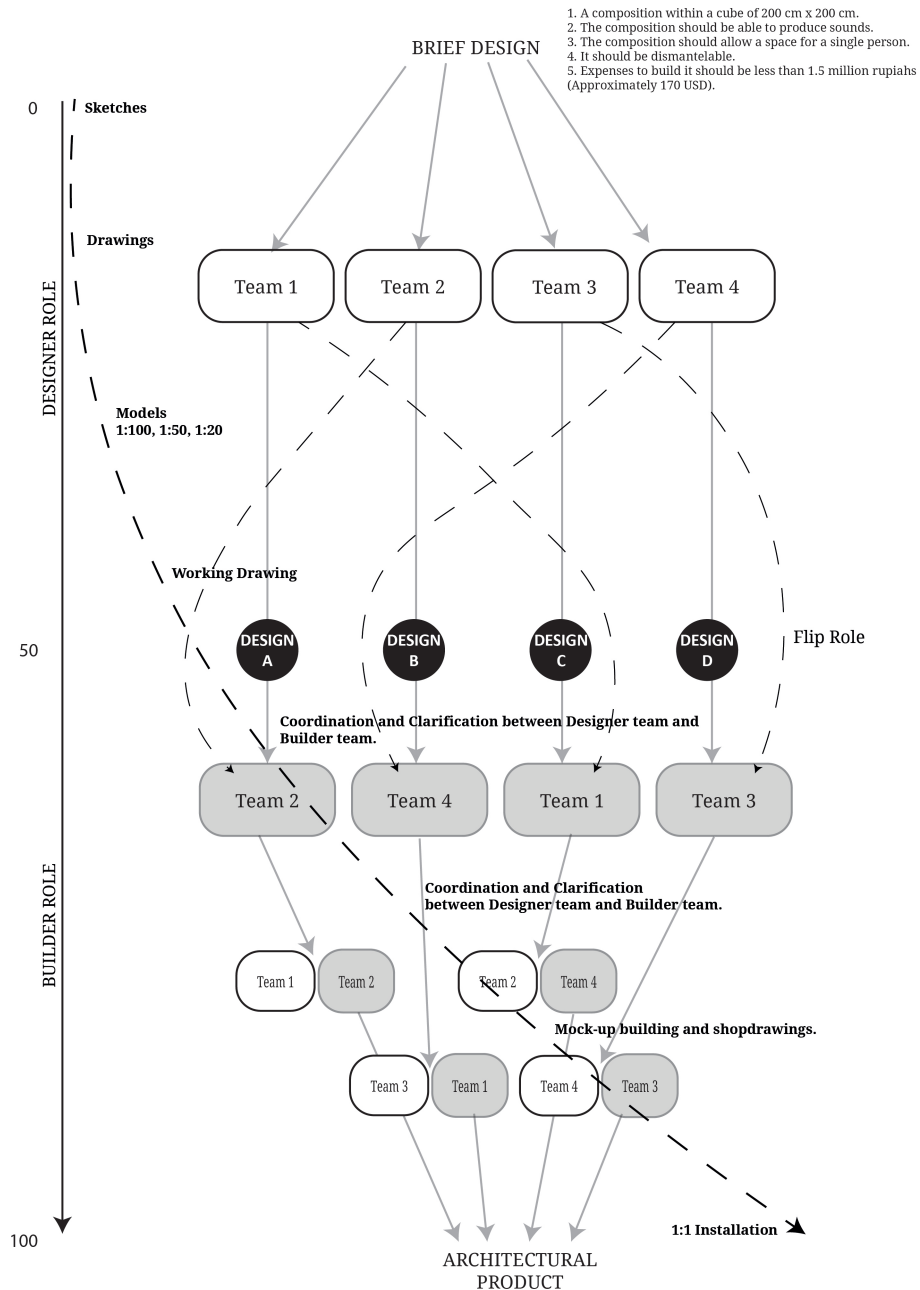 1. A composition within a cube of 200 cm x 200 cm.
2. The composition should be able to produce sounds.
3. The composition should allow a space for a single person.
4. It should be dismantelable.
5. Expenses to build it should be less than 1.5 million rupiahs
(Approximately 170 USD).
BRIEF DESIGN
0
Sketches
Drawings
DESIGNER ROLE
Team 1
Team 2
Team 3
Team 4
Models
1:100, 1:50, 1:20
Working Drawing
50
DESIGN
A
DESIGN
B
DESIGN
C
DESIGN
D
Flip Role
Coordination and Clarification between Designer team and
Builder team.
Team 2
Team 4
Team 1
Team 3
BUILDER ROLE
Coordination and Clarification
between Designer team and Builder team.
Team 1
Team 2
Team 2
Team 4
Mock-up building and shopdrawings.
Team 3
Team 1
Team 4
Team 3
1:1 Installation
100
ARCHITECTURAL
PRODUCT